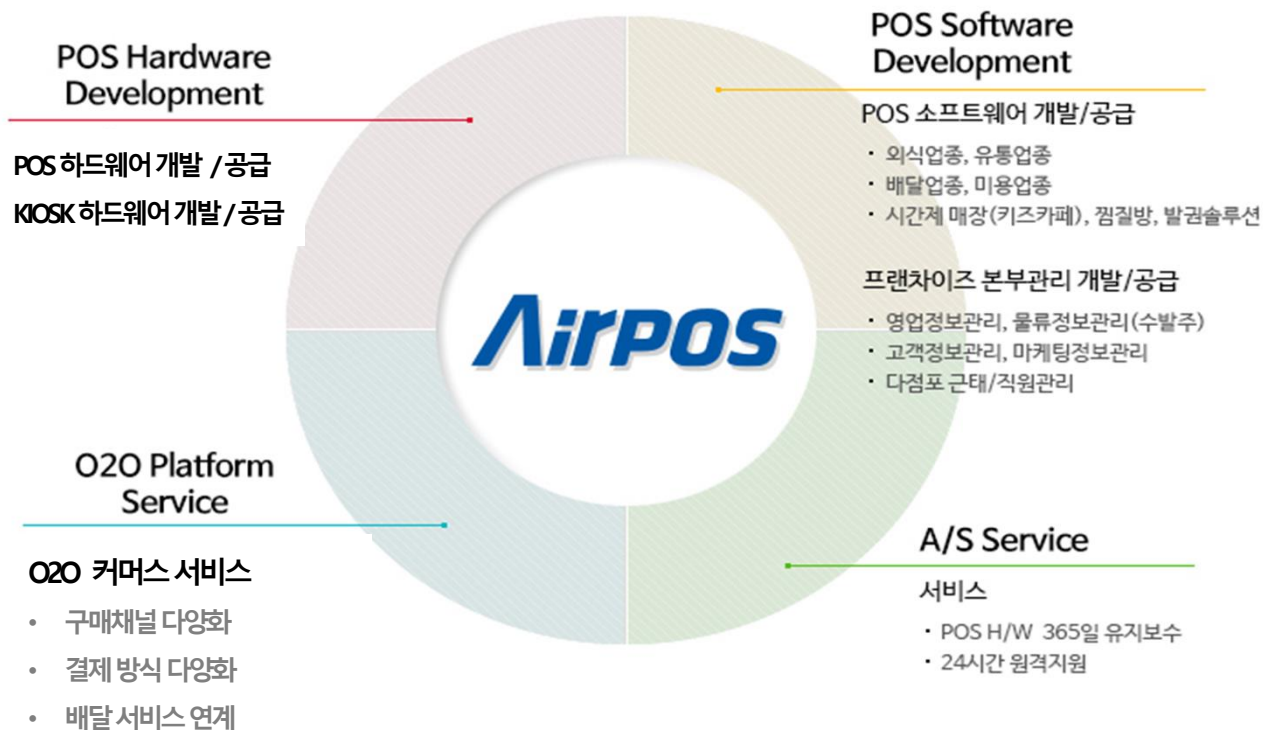 POS Hardware
Development
POS 하드웨어 개발 / 공급
KIOSK 하드웨어 개발 / 공급
POS Software
Development
POS 소프트웨어 개발/공급
· 외식업종, 유통업종
· 배달업종, 미용업종
· 시간제 매장(키즈카페), 찜질방, 발권솔루션
프랜차이즈 본부관리 개발/공급
· 영업정보관리, 물류정보관리(수발주)
· 고객정보관리, 마케팅정보관리
· 다점포 근태/직원관리
AirPOS
O2O Platform
Service
O2O 커머스 서비스
• 구매채널 다양화
• 결제 방식 다양화
• 배달 서비스 연계
A/S Service
서비스
· POS H/W 365일 유지보수
· 24시간 원격지원